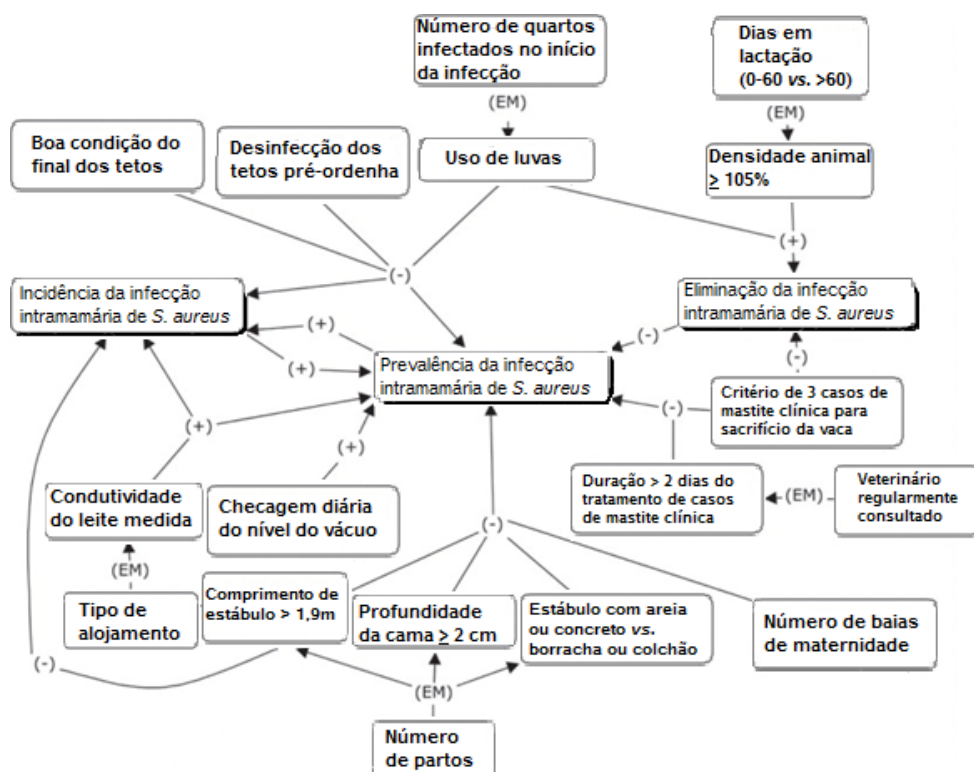 Número de quartos
infectados no início
da infecção
Dias em
lactação
(0-60 vs. >60)
(EM)
(EM)
Boa condição do
final dos tetos
Desinfecção dos
tetos pré-ordenha
Uso de luvas
Densidade animal
≥ 105%
(+)
(-)
Incidência da infecção
intramamária de S. aureus
Eliminação da infecção
intramamária de S. aureus
(+)
(-)
(+)
Prevalência da infecção
intramamária de S. aureus
(-)
Critério de 3 casos de
mastite clínica para
sacrifício da vaca
(-)
(+)
(+)
Condutividade
do leite medida
Checagem diária
do nível do vácuo
Duração > 2 dias do
tratamento de casos
de mastite clínica
(EM)
Veterinário
regularmente
consultado
(-)
(EM)
Tipo de
alojamento
Comprimento de
estábulo > 1,9m
Profundidade
da cama ≥ 2 cm
Estábulo com areia
ou concreto vs.
borracha ou colchão
Número de baias
de maternidade
(-)
(EM)
Número
de partos